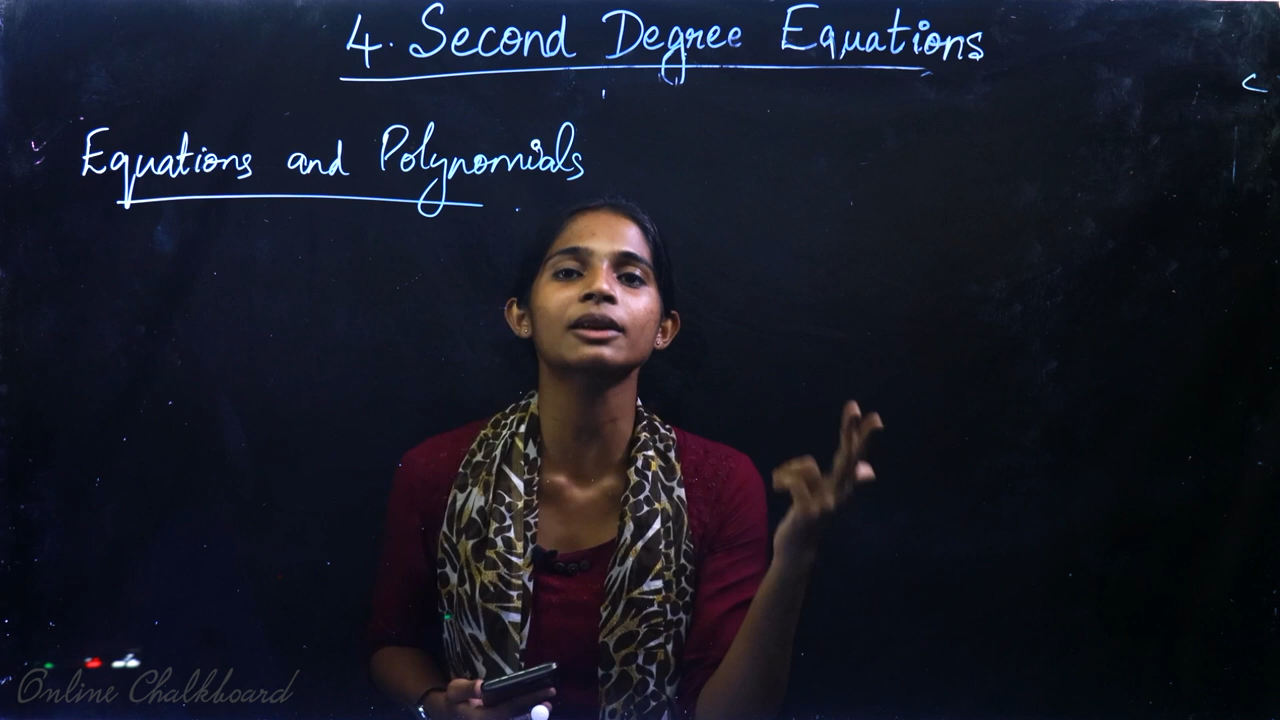 4. Second Degree Equations
Equations and Polynomials
Online Chalkboard